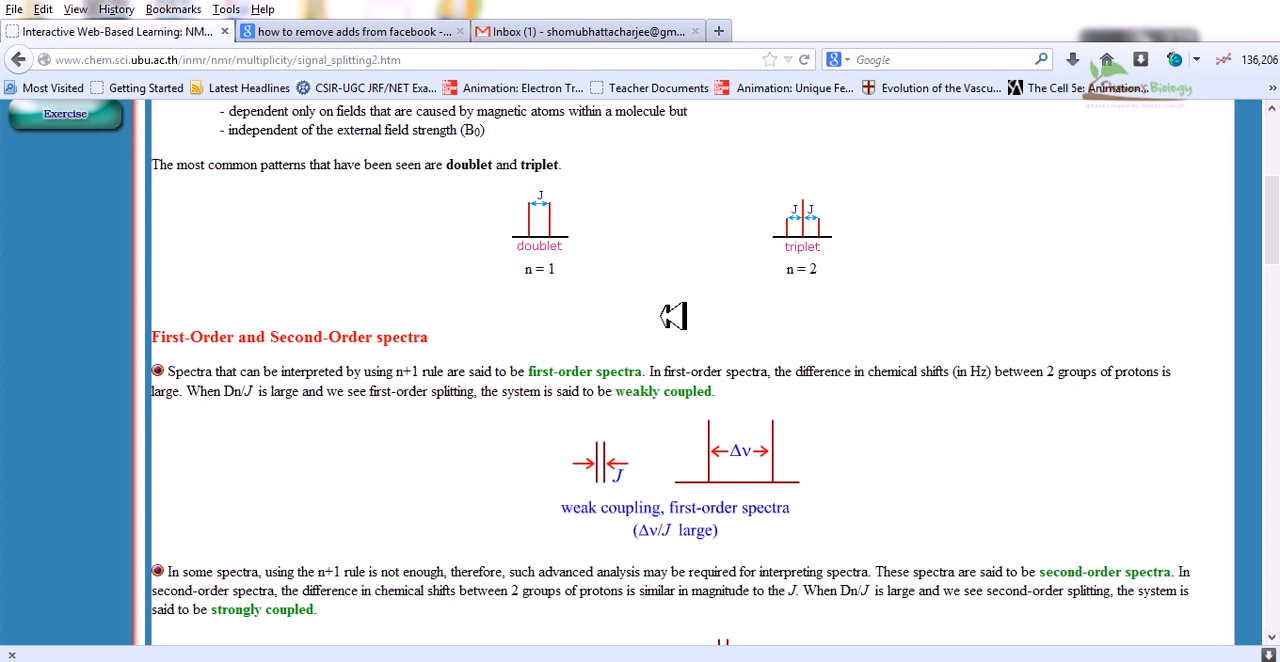 File Edit View History Bookmarks Tools Help
Interactive Web-Based Learning: NM... × how to remove adds from facebook -... × Inbox (1) - shomubhattacharjee@gm... × +
www.chem.sci.ubu.ac.th/inmr/nmr/multiplicity/signal_splitting2.htm Google 136,206
Most Visited Getting Started Latest Headlines CSIR-UGC JRF/NET Exa... Animation: Electron Tr... Teacher Documents Animation: Unique Fe... Evolution of the Vascu... The Cell 5e: Animation... »
Biology
Exercise
- dependent only on fields that are caused by magnetic atoms within a molecule but
- independent of the external field strength (B0)
The most common patterns that have been seen are doublet and triplet.
J J J
doublet triplet
n = 1 n = 2
First-Order and Second-Order spectra
Spectra that can be interpreted by using n+1 rule are said to be first-order spectra. In first-order spectra, the difference in chemical shifts (in Hz) between 2 groups of protons is
large. When Dn/J is large and we see first-order splitting, the system is said to be weakly coupled.
J Δν
weak coupling, first-order spectra
(Δν/J large)
In some spectra, using the n+1 rule is not enough, therefore, such advanced analysis may be required for interpreting spectra. These spectra are said to be second-order spectra. In
second-order spectra, the difference in chemical shifts between 2 groups of protons is similar in magnitude to the J. When Dn/J is large and we see second-order splitting, the system is
said to be strongly coupled.
×